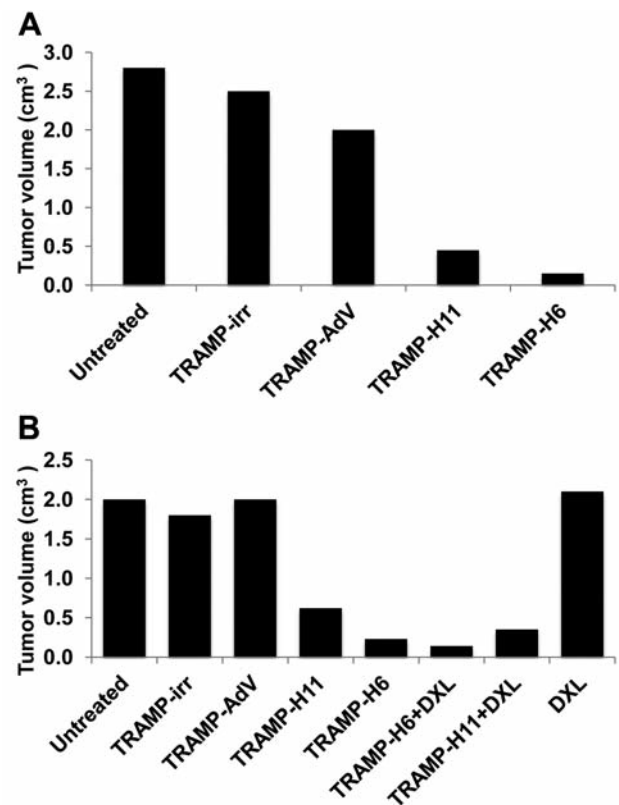 A
Tumor volume (cm³)
3.0
2.5
2.0
1.5
1.0
0.5
0.0
Untreated
TRAMP-irr
TRAMP-AdV
TRAMP-H11
TRAMP-H6
B
Tumor volume (cm³ )
2.5
2.0
1.5
1.0
0.5
0.0
Untreated
TRAMP-irr
TRAMP-AdV
TRAMP-H11
TRAMP-H6
TRAMP-H6+DXL
TRAMP-H11+DXL
DXL